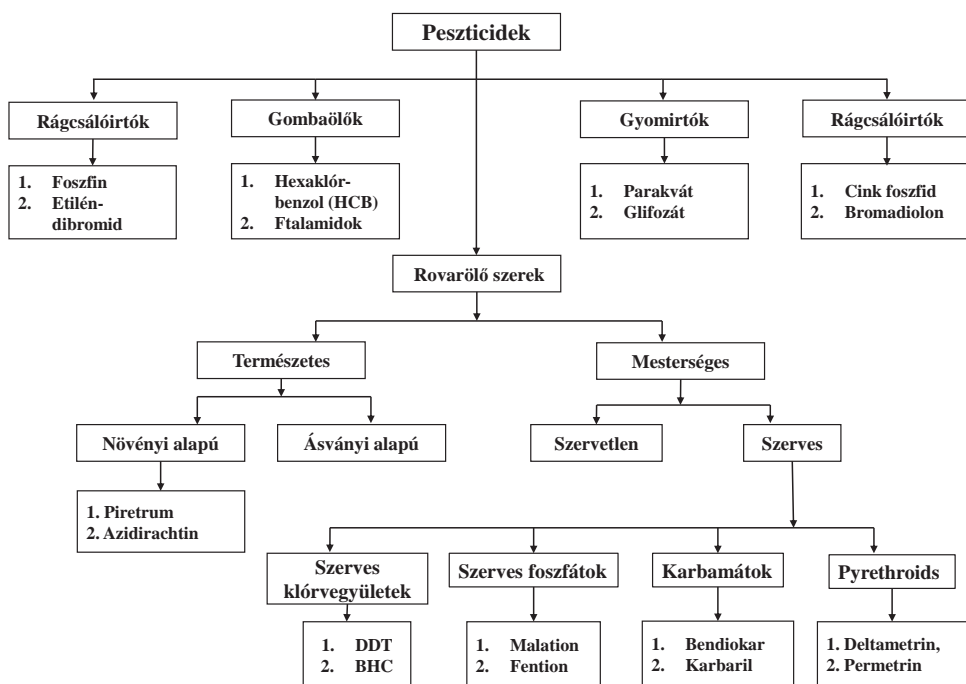 Peszticidek
Rágcsálóirtók
Gombaölők
Gyomirtók
Rágcsálóirtók
1. Foszfin
2. Etilén-
dibromid
1. Hexaklór-
benzol (HCB)
2. Ftalamidok
1. Parakvát
2. Glifozát
1. Cink foszfid
2. Bromadiolon
Rovarölő szerek
Természetes
Mesterséges
Növényi alapú
Ásványi alapú
Szervetlen
Szerves
1. Piretrum
2. Azidirachtin
Szerves
klórvegyületek
Szerves foszfátok
Karbamátok
Pyrethroids
1. DDT
2. BHC
1. Malation
2. Fention
1. Bendiokar
2. Karbaril
1. Deltametrin,
2. Permetrin